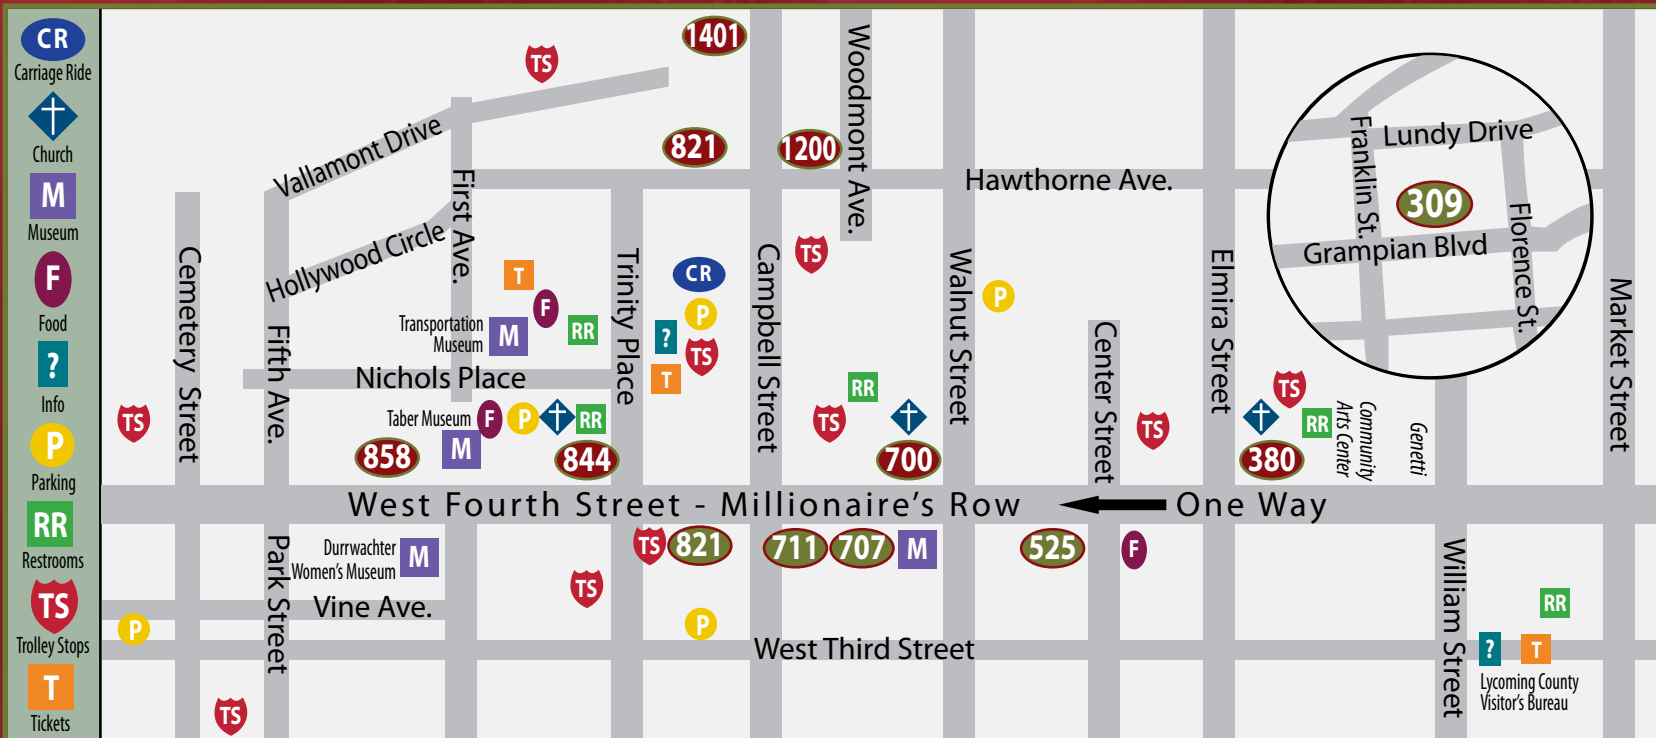 CR
Carriage Ride
Church
M
Museum
F
Food
?
Info
P
Parking
RR
Restrooms
TS
Trolley Stops
T
Tickets
1401
TS
Woodmont Ave.
Vallamont Drive
821
1200
Hawthorne Ave.
First Ave.
Hollywood Circle
Cemetery Street
Fifth Ave.
Trinity Place
Campbell Street
Walnut Street
Center Street
Elmira Street
Market Street
Franklin St.
Lundy Drive
309
Grampian Blvd
Florence St.
T
F
Transportation
Museum
M
RR
CR
P
?
TS
T
TS
P
Nichols Place
TS
Taber Museum
F
P
RR
M
858
844
RR
TS
700
TS
TS
RR
380
Community
Arts Center
Genetti
West Fourth Street - Millionaire's Row
One Way
Durrwachter
Women's Museum
M
TS
821
711
707
M
525
F
Park Street
Vine Ave.
TS
P
P
West Third Street
William Street
RR
?
T
Lycoming County
Visitor's Bureau
TS